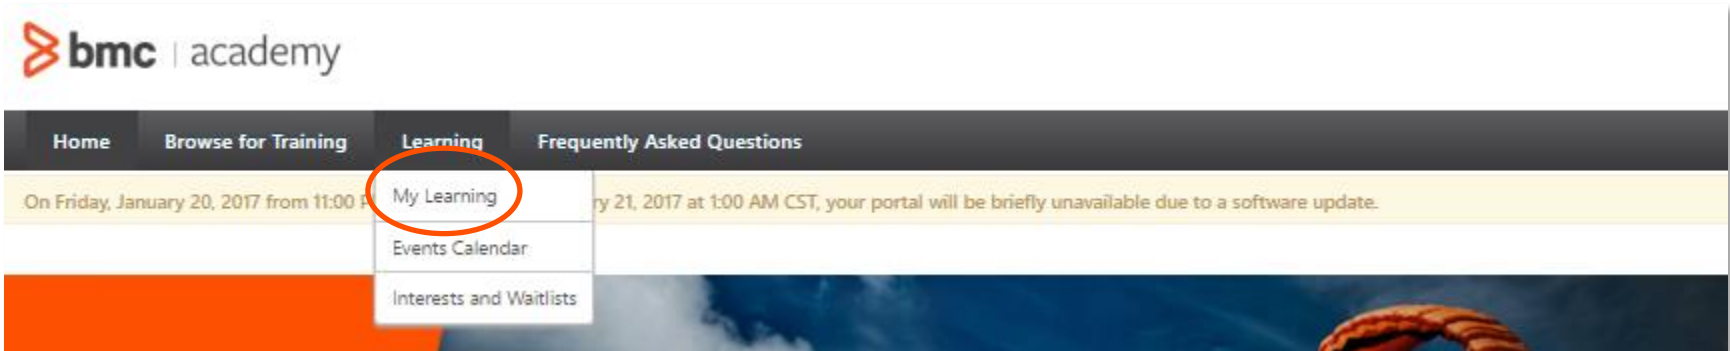 bmc | academy
Home Browse for Training Learning Frequently Asked Questions
On Friday, January 20, 2017 from 11:00 ry 21, 2017 at 1:00 AM CST, your portal will be briefly unavailable due to a software update.
My Learning
Events Calendar
Interests and Waitlists